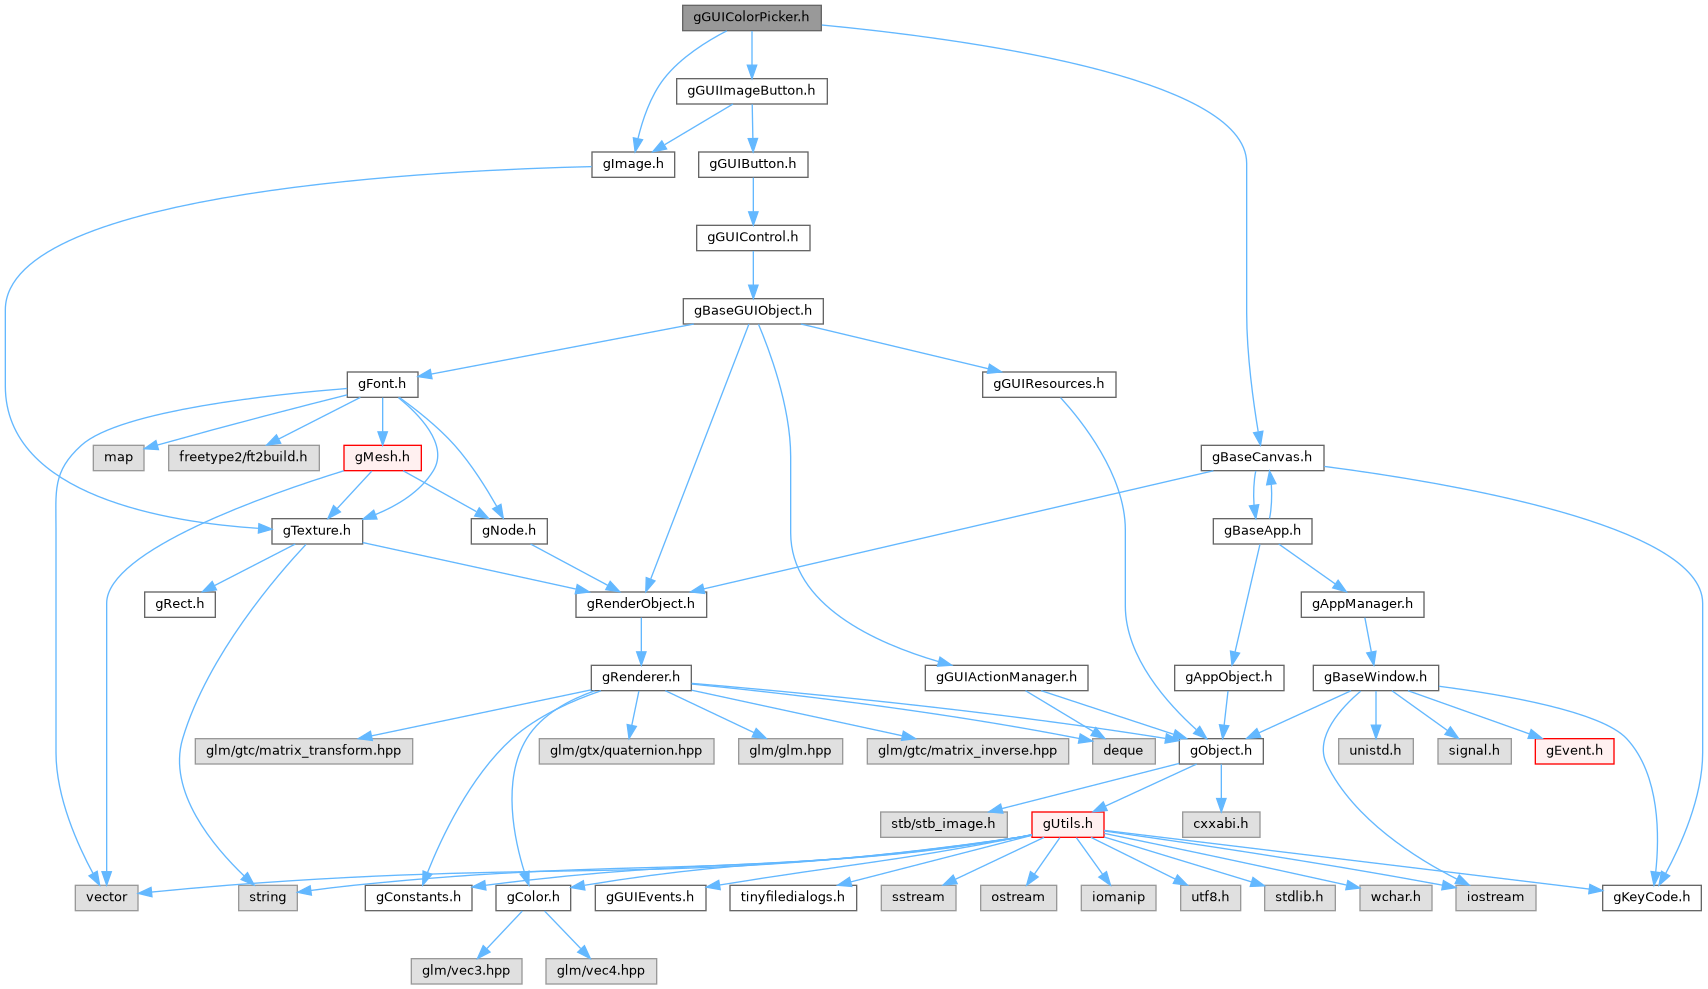 gGUIColorPicker.h
gGUIImageButton.h
gImage.h
gGUIButton.h
gGUIControl.h
gBaseGUIObject.h
gFont.h
gGUIResources.h
map
freetype2/ft2build.h
gMesh.h
gBaseCanvas.h
gTexture.h
gNode.h
gBaseApp.h
gRect.h
gRenderObject.h
gAppManager.h
gRenderer.h
gGUIActionManager.h
gAppObject.h
gBaseWindow.h
glm/gtc/matrix_transform.hpp
glm/gtx/quaternion.hpp
glm/glm.hpp
glm/gtc/matrix_inverse.hpp
deque
gObject.h
unistd.h
signal.h
gEvent.h
stb/stb_image.h
gUtils.h
cxxabi.h
vector
string
gConstants.h
gColor.h
gGUIEvents.h
tinyfiledialogs.h
sstream
ostream
iomanip
utf8.h
stdlib.h
wchar.h
iostream
gKeyCode.h
glm/vec3.hpp
glm/vec4.hpp